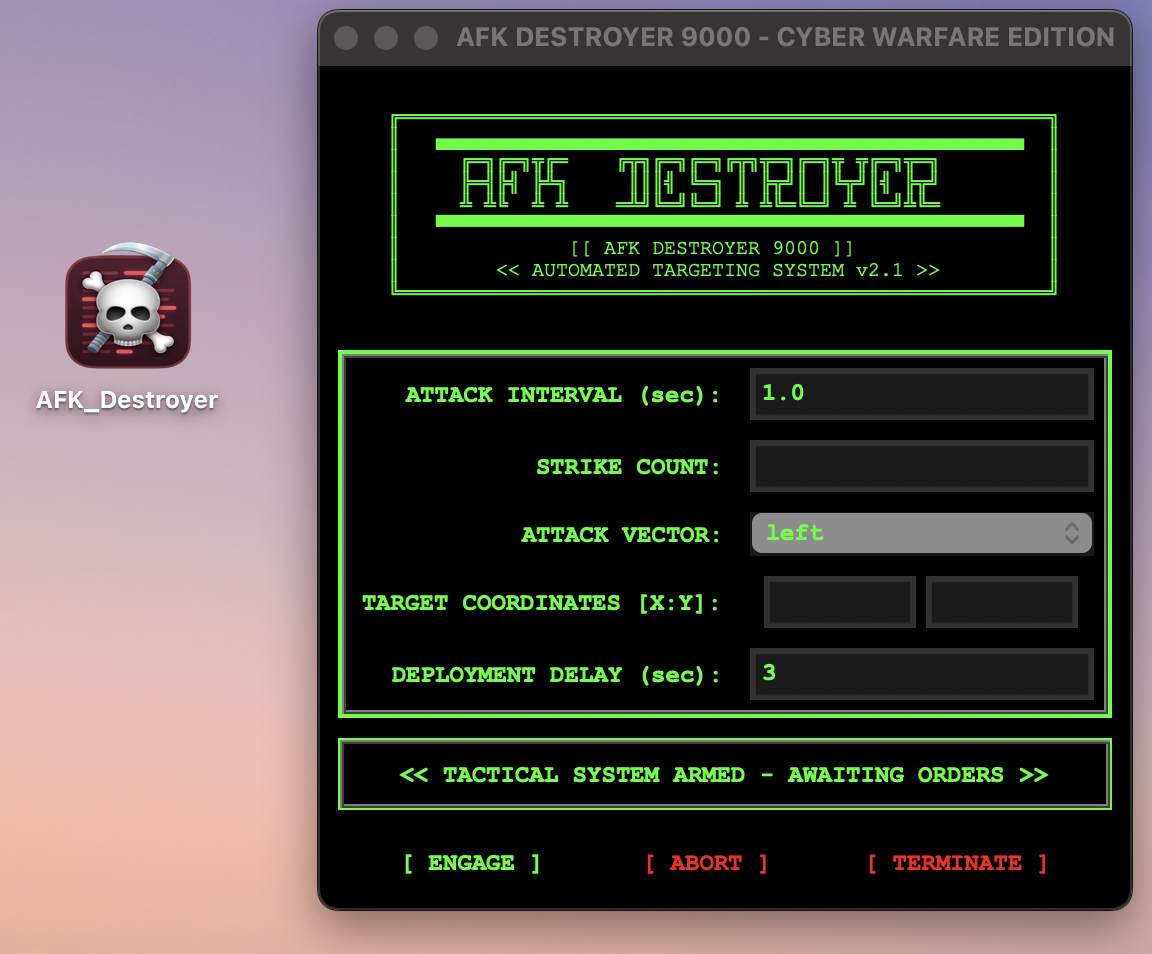 AFK DESTROYER 9000 - CYBER WARFARE EDITION
AFK DESTROYER
[[ AFK DESTROYER 9000 ]]
<< AUTOMATED TARGETING SYSTEM v2.1 >>
AFK_Destroyer
ATTACK INTERVAL (sec): 1.0
STRIKE COUNT:
ATTACK VECTOR: left
TARGET COORDINATES [X:Y]:
DEPLOYMENT DELAY (sec): 3
<< TACTICAL SYSTEM ARMED - AWAITING ORDERS >>
[ ENGAGE ] [ ABORT ] [ TERMINATE ]